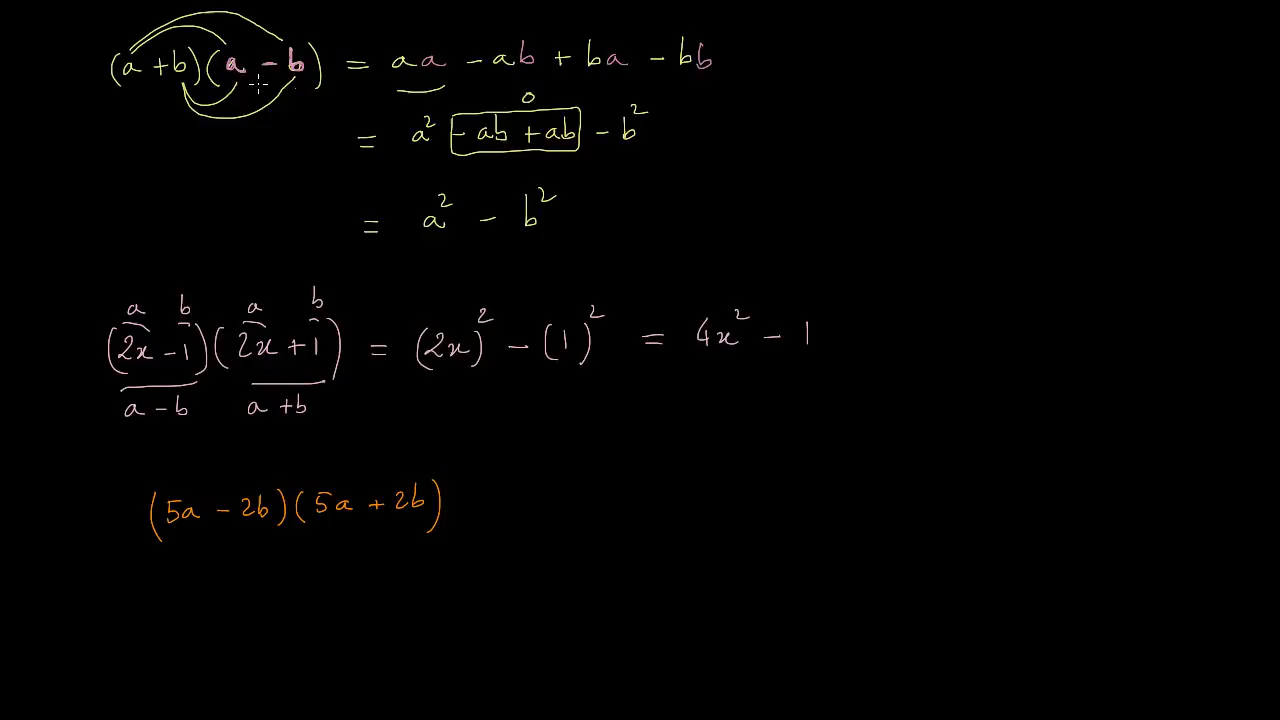 (a + b)(a - b) = aa - ab + ba - bb
0
= a² - ab + ab - b²
= a² - b²
a b a b
(2x - 1)(2x + 1) = (2x)² - (1)² = 4x² - 1
a - b a + b
(5a - 2b)(5a + 2b)